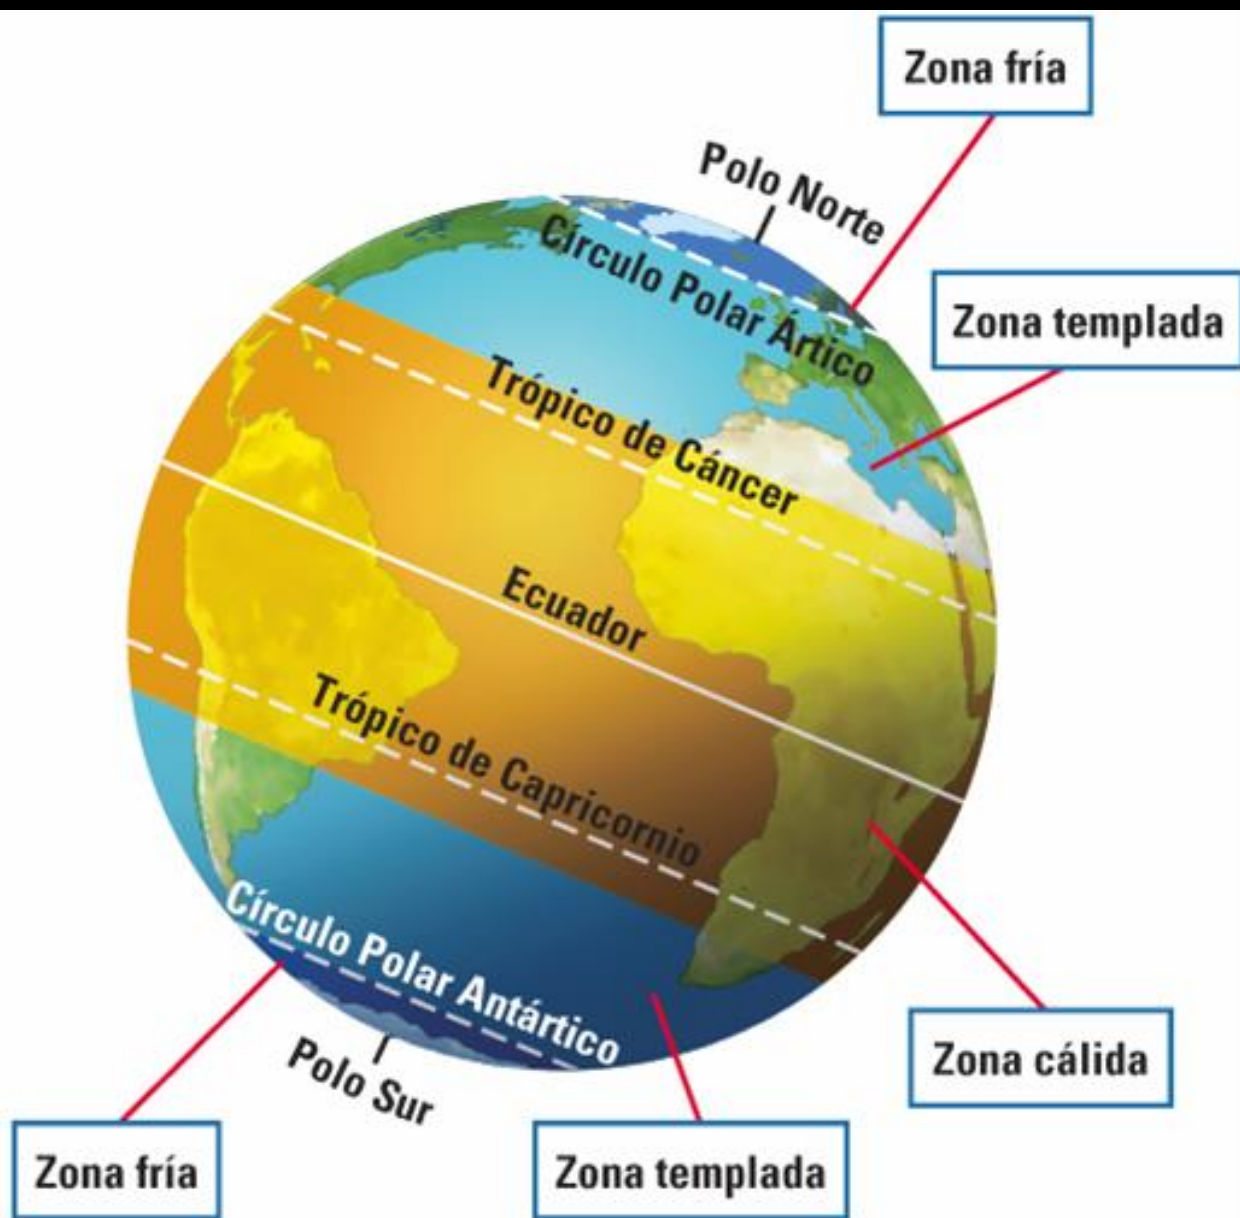 Zona fría
Polo Norte
Círculo Polar Ártico
Zona templada
Trópico de Cáncer
Ecuador
Trópico de Capricornio
Círculo Polar Antártico
Zona cálida
Polo Sur
Zona fría
Zona templada